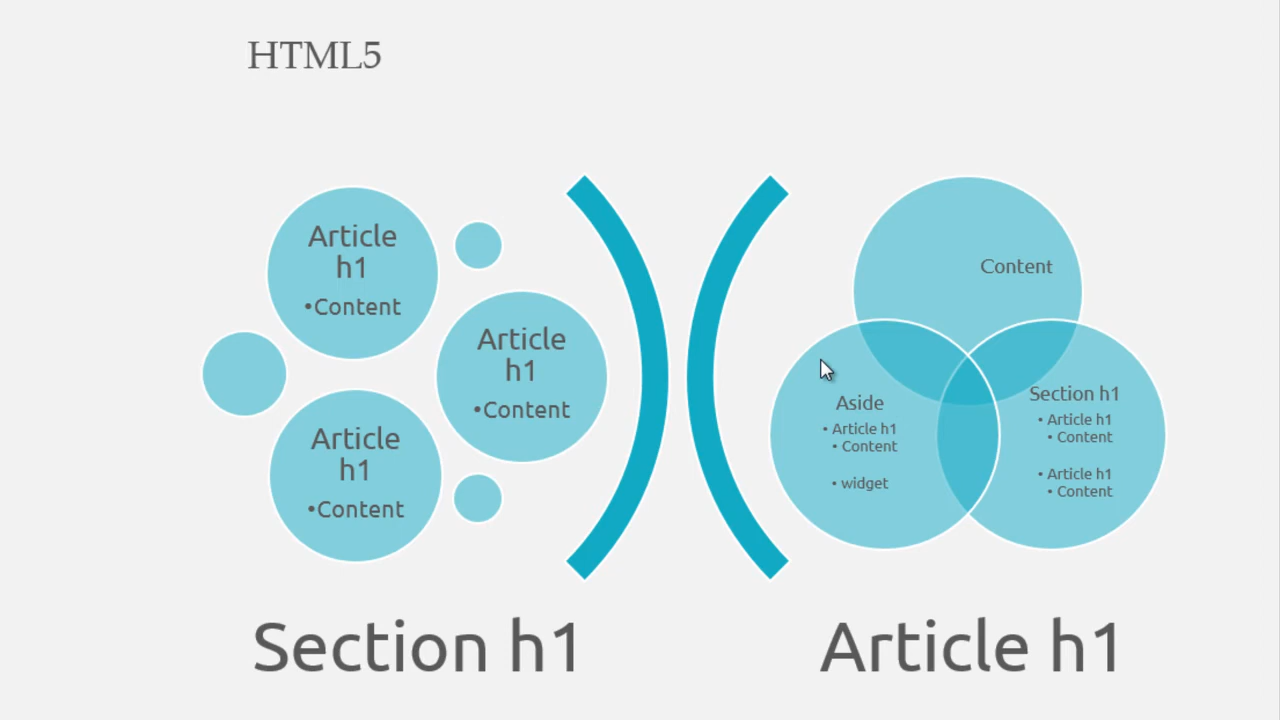 HTML5
Article
h1
•Content
Article
h1
•Content
Article
h1
•Content
Section h1
Content
Aside
• Article h1
• Content
• widget
Section h1
• Article h1
• Content
• Article h1
• Content
Article h1